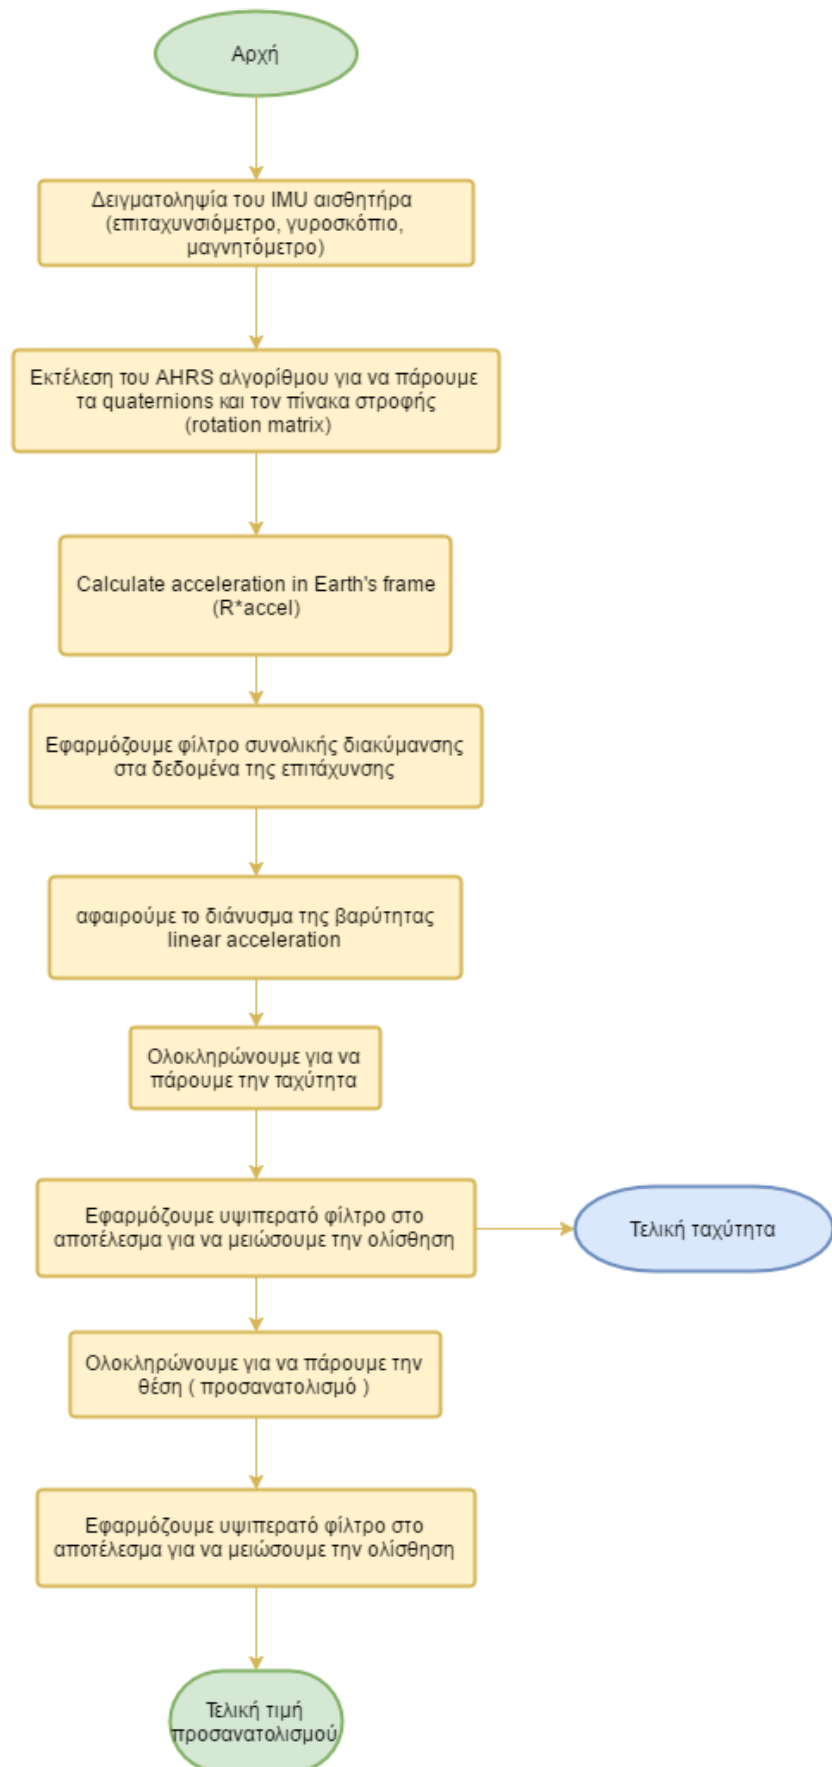 Αρχή
Δειγματοληψία του IMU αισθητήρα
(επιταχυνσιόμετρο, γυροσκόπιο,
μαγνητόμετρο)
Εκτέλεση του AHRS αλγορίθμου για να πάρουμε
τα quaternions και τον πίνακα στροφής
(rotation matrix)
Calculate acceleration in Earth's frame
(R*accel)
Εφαρμόζουμε φίλτρο συνολικής διακύμανσης
στα δεδομένα της επιτάχυνσης
αφαιρούμε το διάνυσμα της βαρύτητας
linear acceleration
Ολοκληρώνουμε για να
πάρουμε την ταχύτητα
Εφαρμόζουμε υψιπερατό φίλτρο στο
αποτέλεσμα για να μειώσουμε την ολίσθηση
Τελική ταχύτητα
Ολοκληρώνουμε για να πάρουμε την
θέση ( προσανατολισμό )
Εφαρμόζουμε υψιπερατό φίλτρο στο
αποτέλεσμα για να μειώσουμε την ολίσθηση
Τελική τιμή
προσανατολισμού